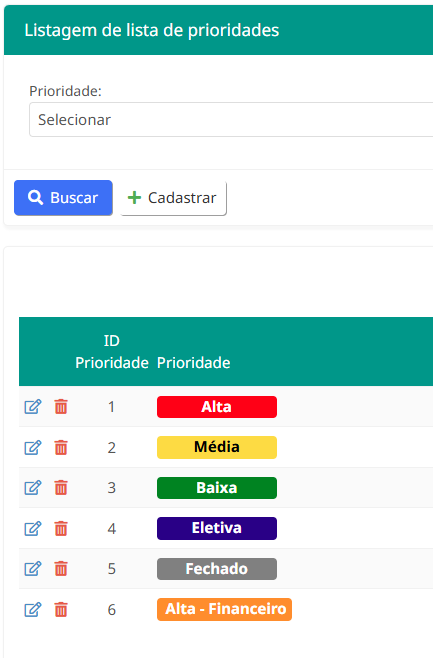 Listagem de lista de prioridades
Prioridade:
Selecionar
Buscar
Cadastrar
ID
Prioridade Prioridade
1 Alta
2 Média
3 Baixa
4 Eletiva
5 Fechado
6 Alta - Financeiro